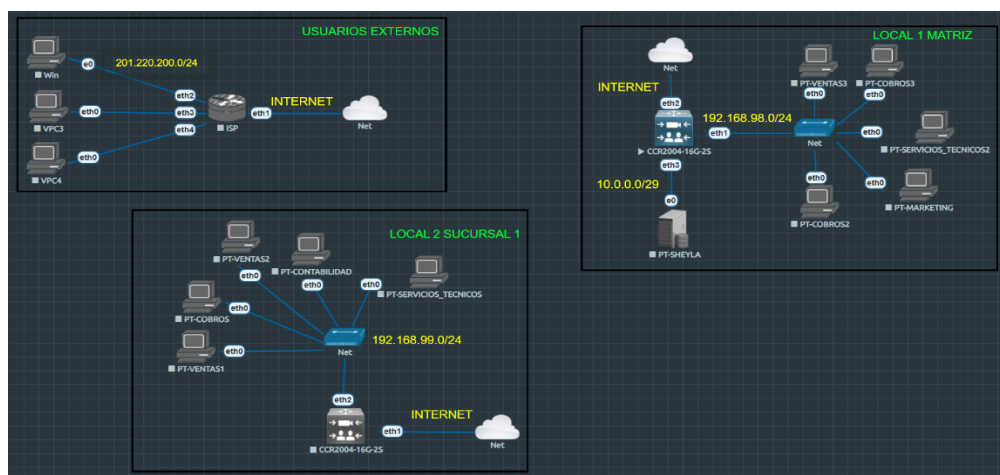 USUARIOS EXTERNOS
Win
e0
201.220.200.0/24
eth2
VPC3
eth0
eth3
ISP
eth1
INTERNET
Net
eth4
VPC4
eth0
LOCAL 1 MATRIZ
Net
INTERNET
eth2
PT-VENTAS3
eth0
PT-COBROS3
eth0
192.168.98.0/24
eth1
Net
eth0
PT-SERVICIOS_TECNICOS2
CCR2004-16G-2S
eth3
eth0
eth0
PT-MARKETING
PT-COBROS2
10.0.0.0/29
e0
PT-SHEYLA
LOCAL 2 SUCURSAL 1
PT-VENTAS2
eth0
PT-CONTABILIDAD
eth0
eth0
PT-SERVICIOS_TECNICOS
eth0
PT-COBROS
192.168.99.0/24
Net
eth0
PT-VENTAS1
eth2
CCR2004-16G-2S
eth1
INTERNET
Net